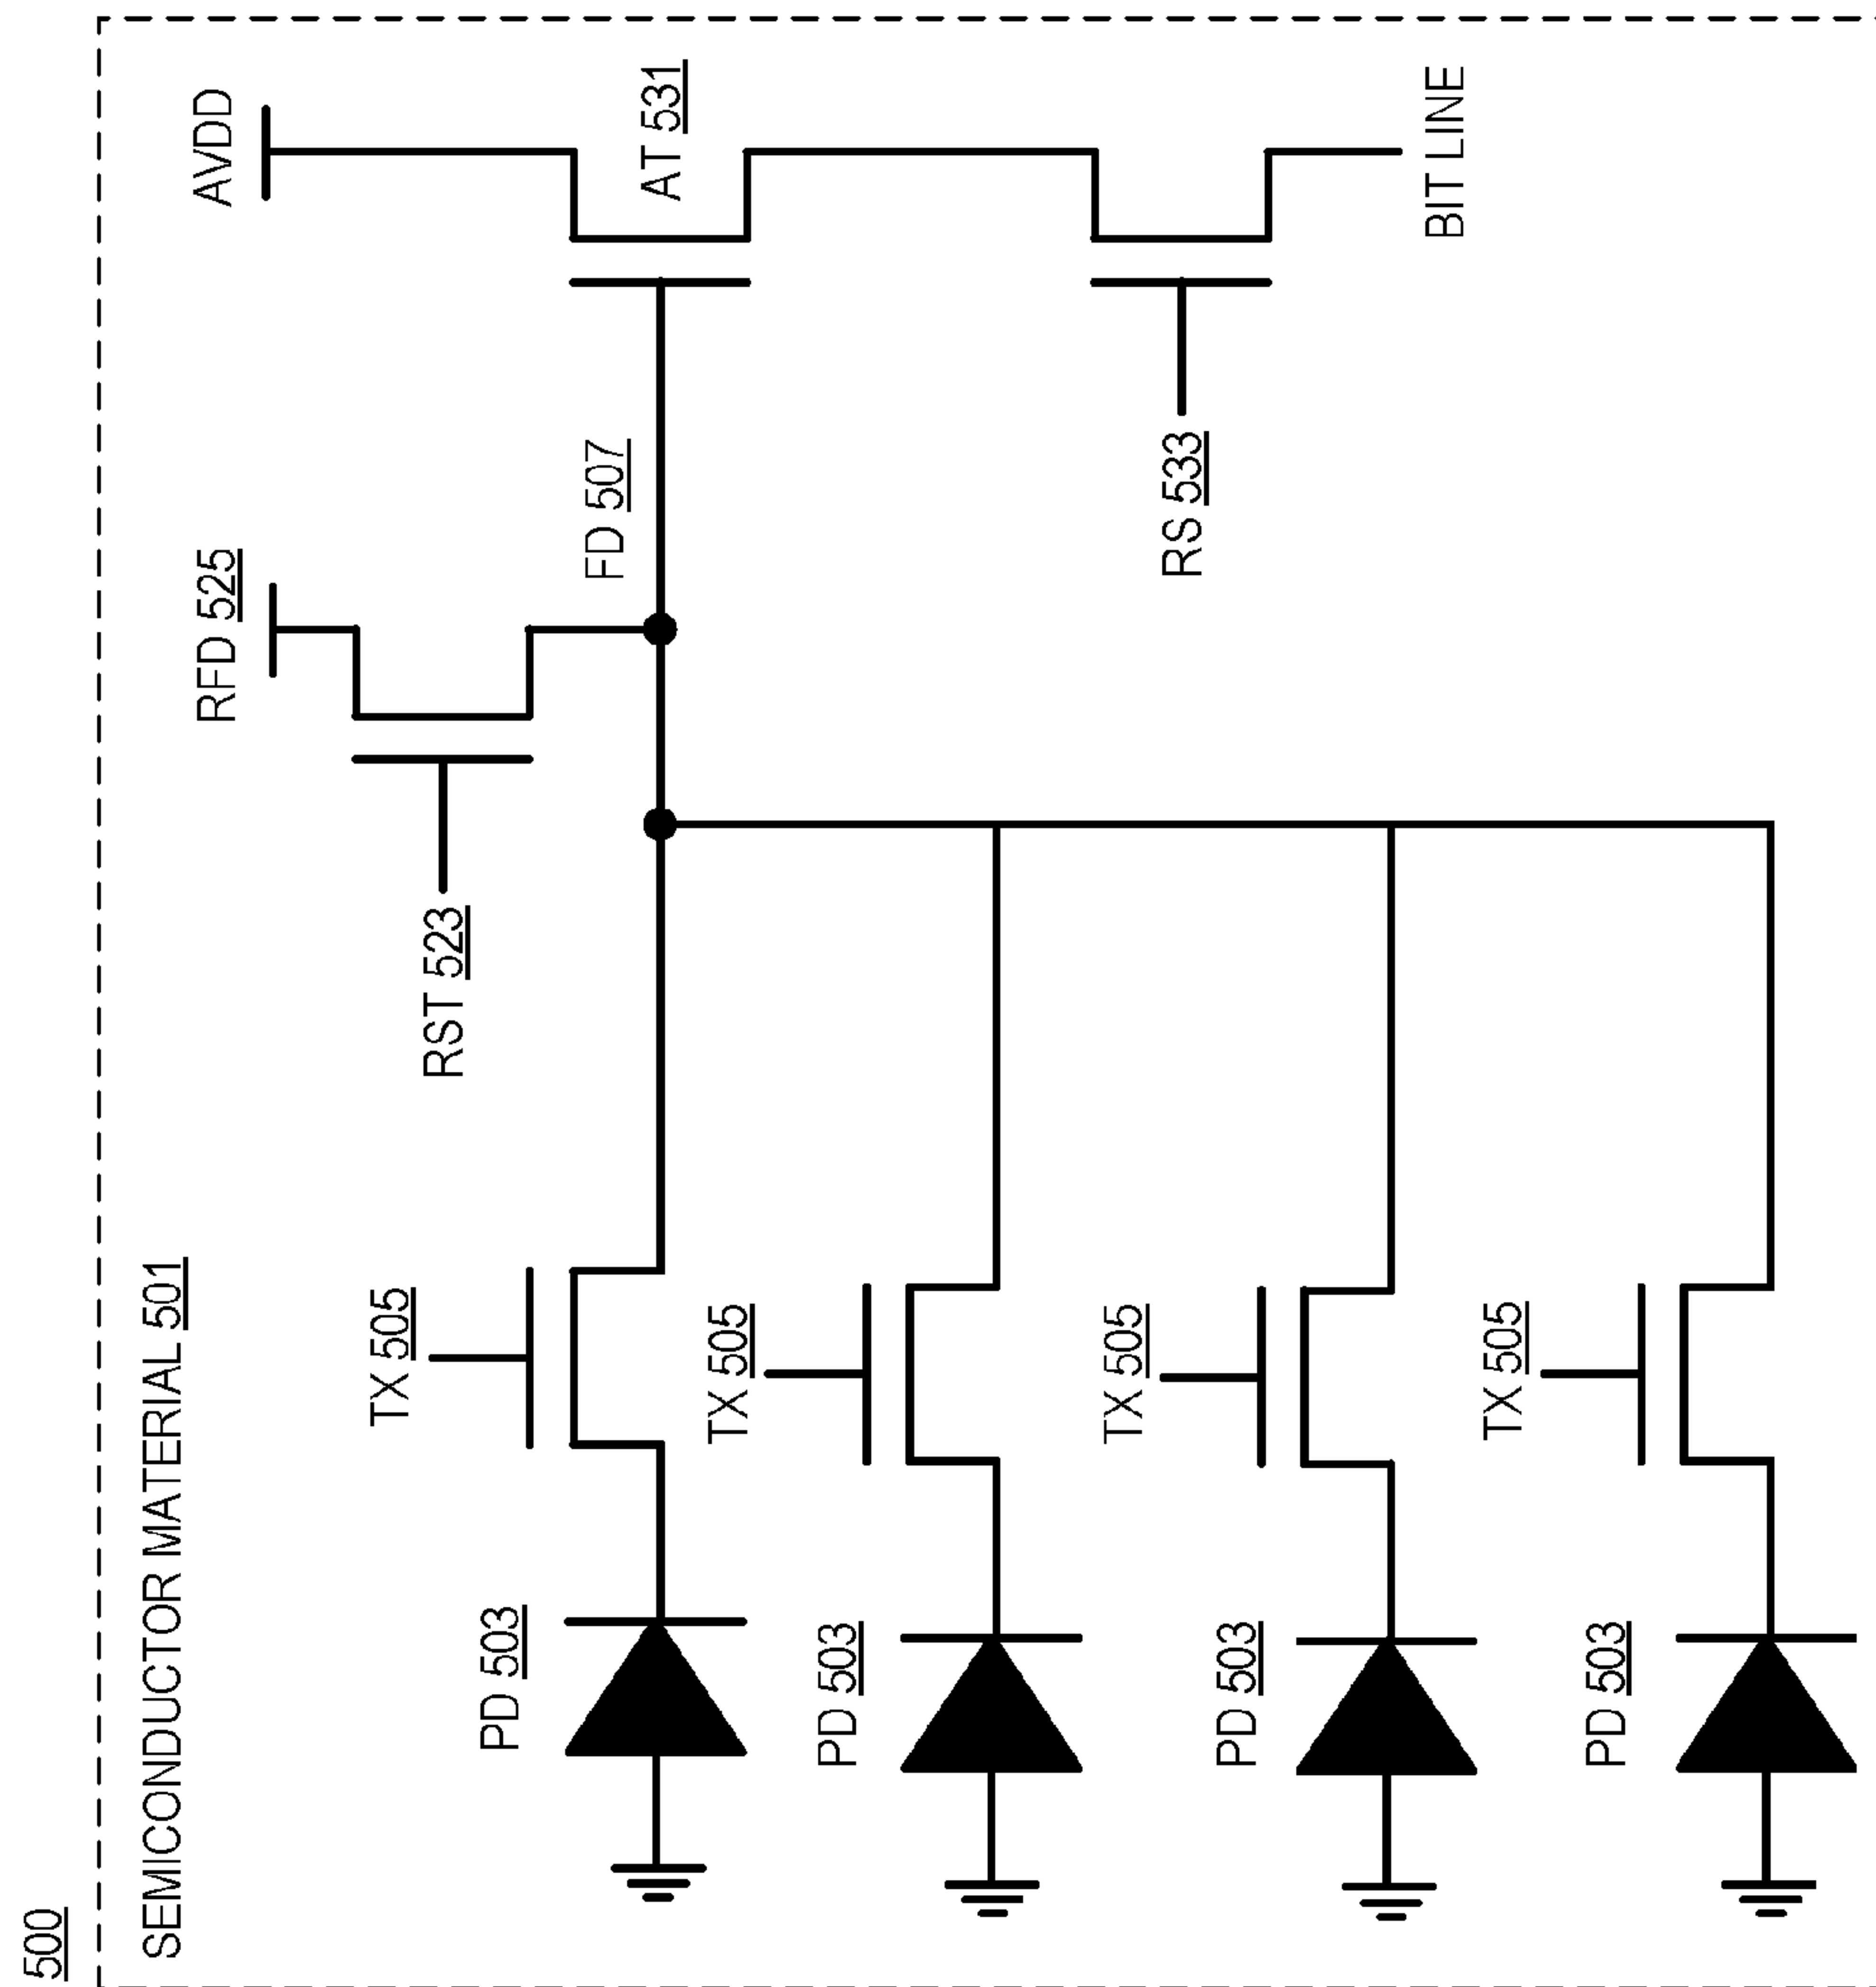 500
SEMICONDUCTOR MATERIAL 501
RFD 525
AVDD
RST 523
FD 507
AT 531
TX 505
PD 503
TX 505
PD 503
RS 533
TX 505
PD 503
BIT LINE
TX 505
PD 503